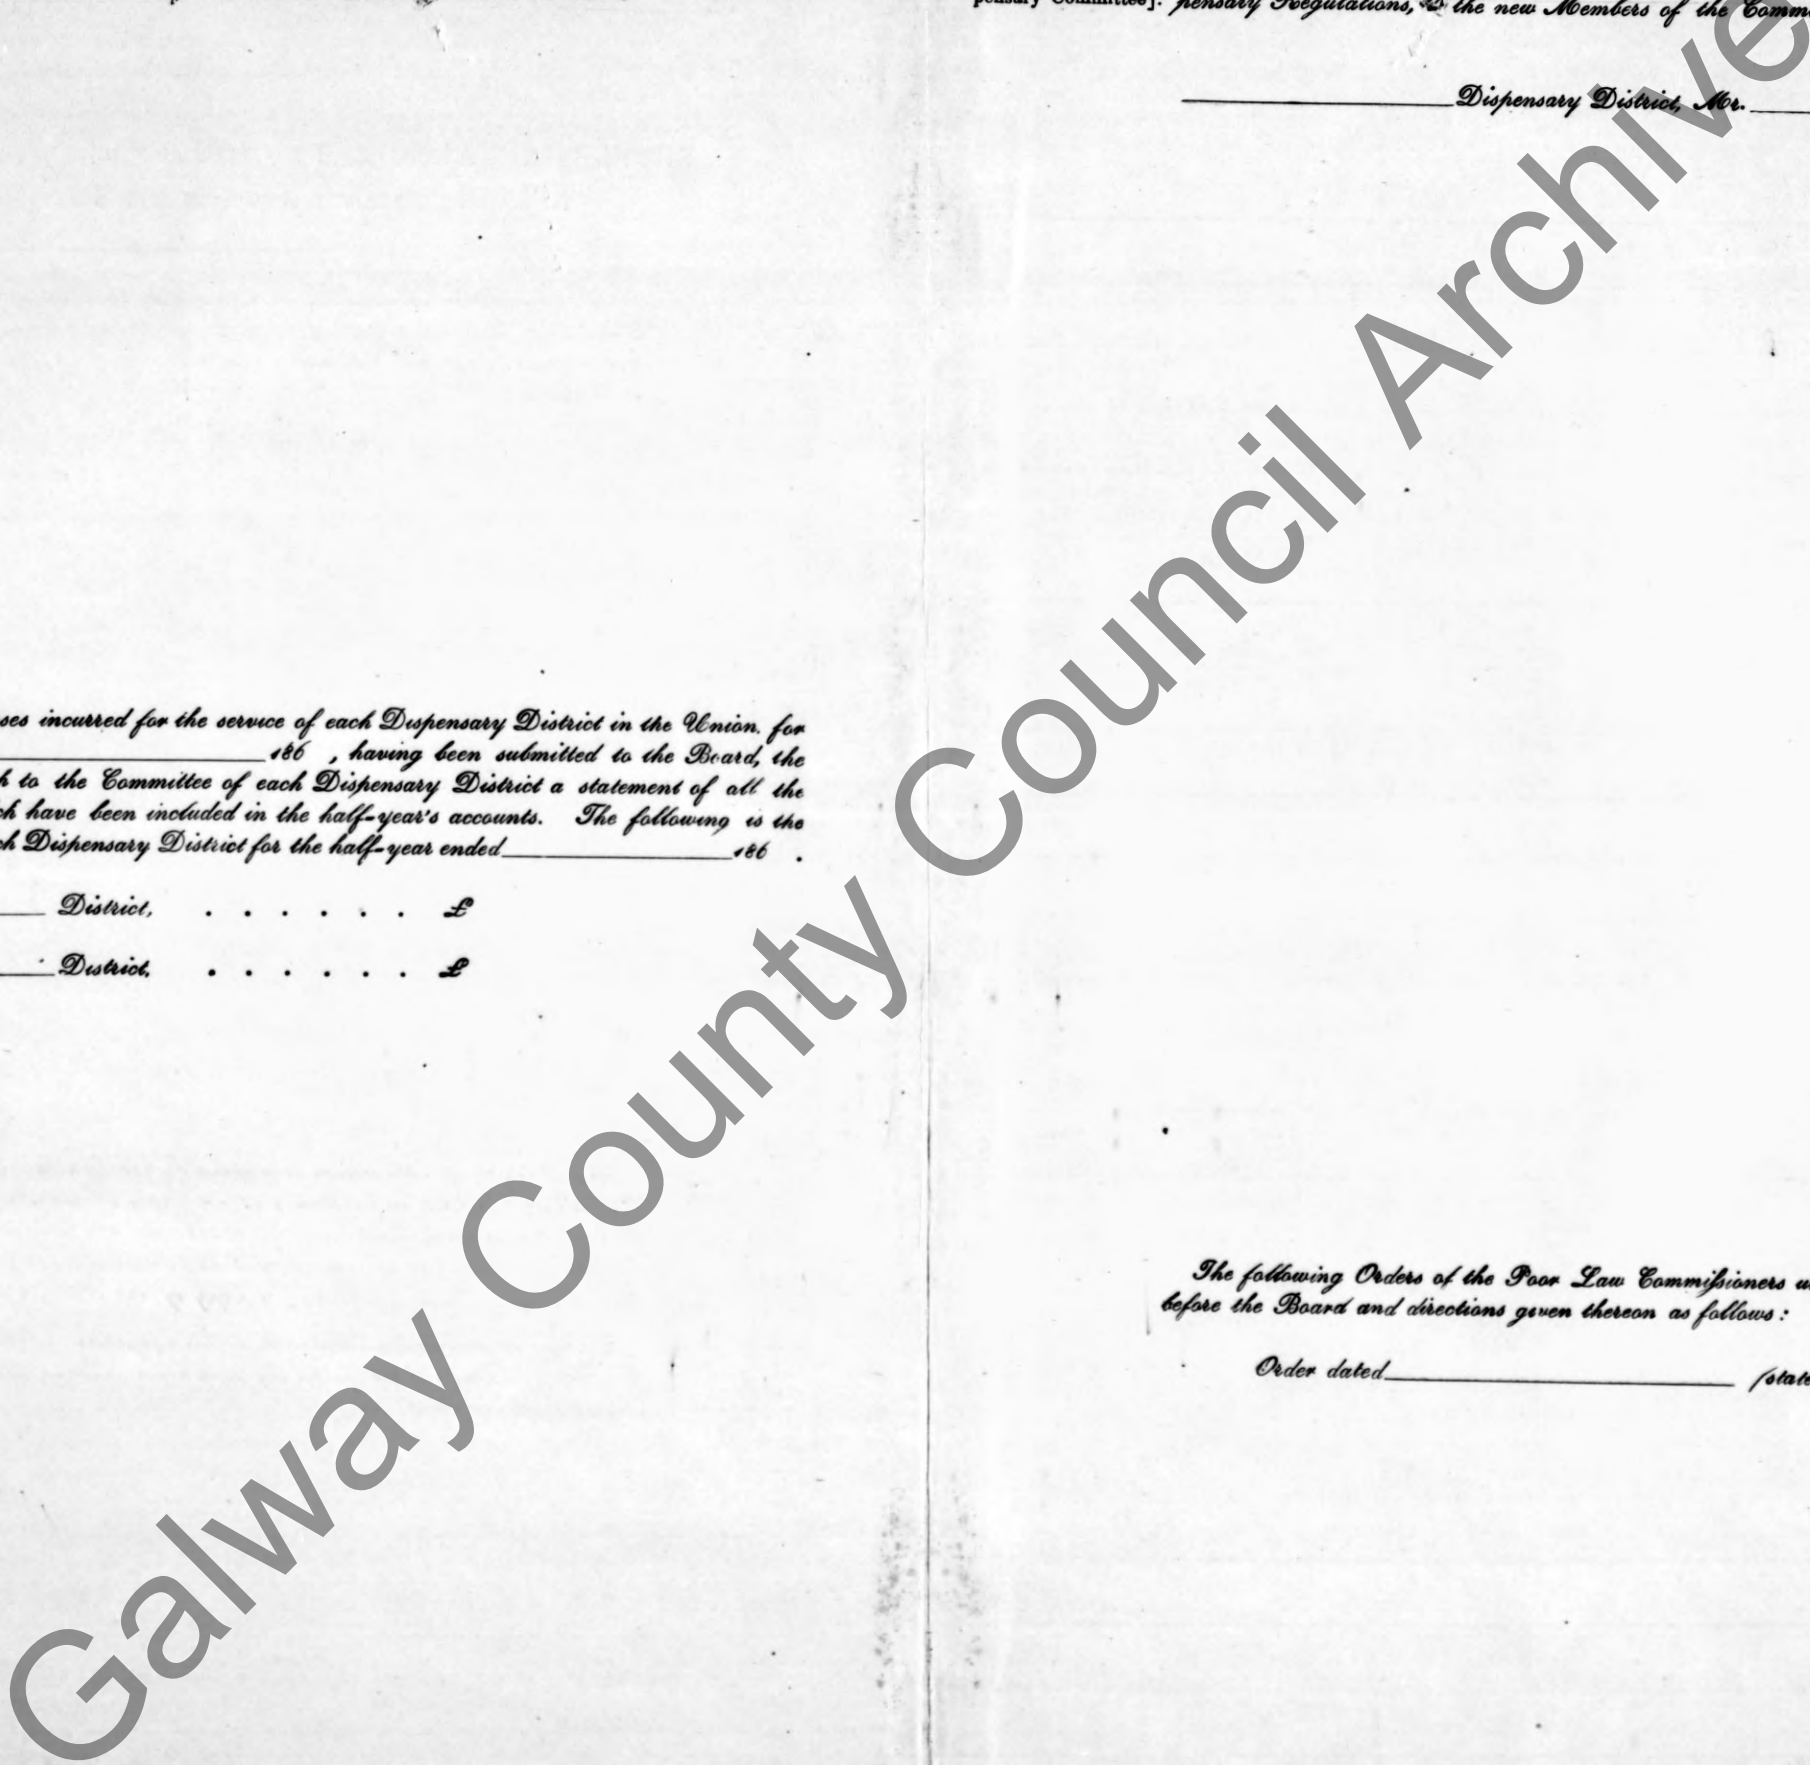 ses incurred for the service of each Dispensary District in the Union, for
186 , having been submitted to the Board, the
h to the Committee of each Dispensary District a statement of all the
ch have been included in the half-year's accounts. The following is the
ch Dispensary District for the half-year ended 186 .
District, . . . . . . £
District, . . . . . . £
pensary Committee]. pensary Regulations, the new Members of the Comm
Dispensary District, Mr.
The following Orders of the Poor Law Commissioners
before the Board and directions given thereon as follows:
Order dated (state
Galway County Council Archive